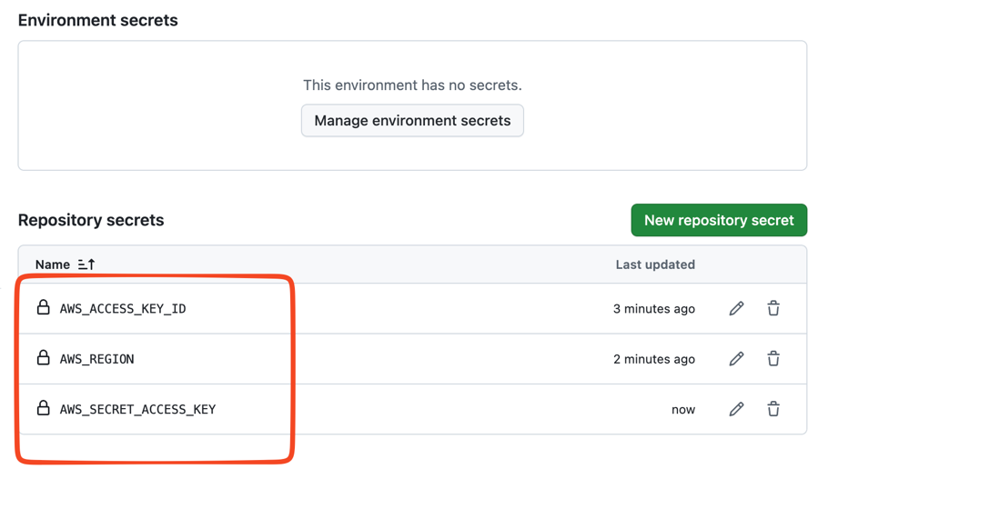 Environment secrets
This environment has no secrets.
Manage environment secrets
Repository secrets
New repository secret
Name Last updated
AWS_ACCESS_KEY_ID 3 minutes ago
AWS_REGION 2 minutes ago
AWS_SECRET_ACCESS_KEY now